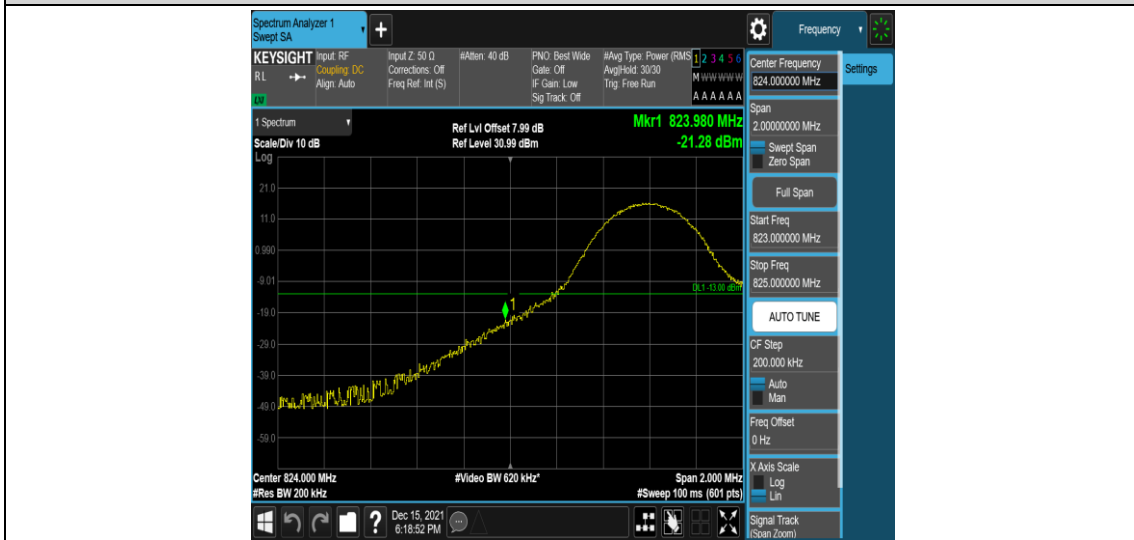 Spectrum Analyzer 1
Swept SA
+
Frequency
KEYSIGHT
RL
LXI
Input: RF
Coupling: DC
Align: Auto
Input Z: 50 Ω
Corrections: Off
Freq Ref: Int (S)
#Atten: 40 dB
PNO: Best Wide
Gate: Off
IF Gain: Low
Sig Track: Off
#Avg Type: Power (RMS
Avg|Hold: 30/30
Trig: Free Run
1 2 3 4 5 6
M W W W W W
A A A A A A
1 Spectrum
Scale/Div 10 dB
Log
Ref Lvl Offset 7.99 dB
Ref Level 30.99 dBm
Mkr1 823.980 MHz
-21.28 dBm
21.0
11.0
0.990
-9.01
-19.0
-29.0
-39.0
-49.0
-59.0
DL1 -13.00 dBm
1
Center 824.000 MHz
#Res BW 200 kHz
#Video BW 620 kHz*
Span 2.000 MHz
#Sweep 100 ms (601 pts)
Center Frequency
824.000000 MHz
Settings
Span
2.00000000 MHz
Swept Span
Zero Span
Full Span
Start Freq
823.000000 MHz
Stop Freq
825.000000 MHz
AUTO TUNE
CF Step
200.000 kHz
Auto
Man
Freq Offset
0 Hz
X Axis Scale
Log
Lin
Signal Track
(Span Zoom)
?
Dec 15, 2021
6:18:52 PM